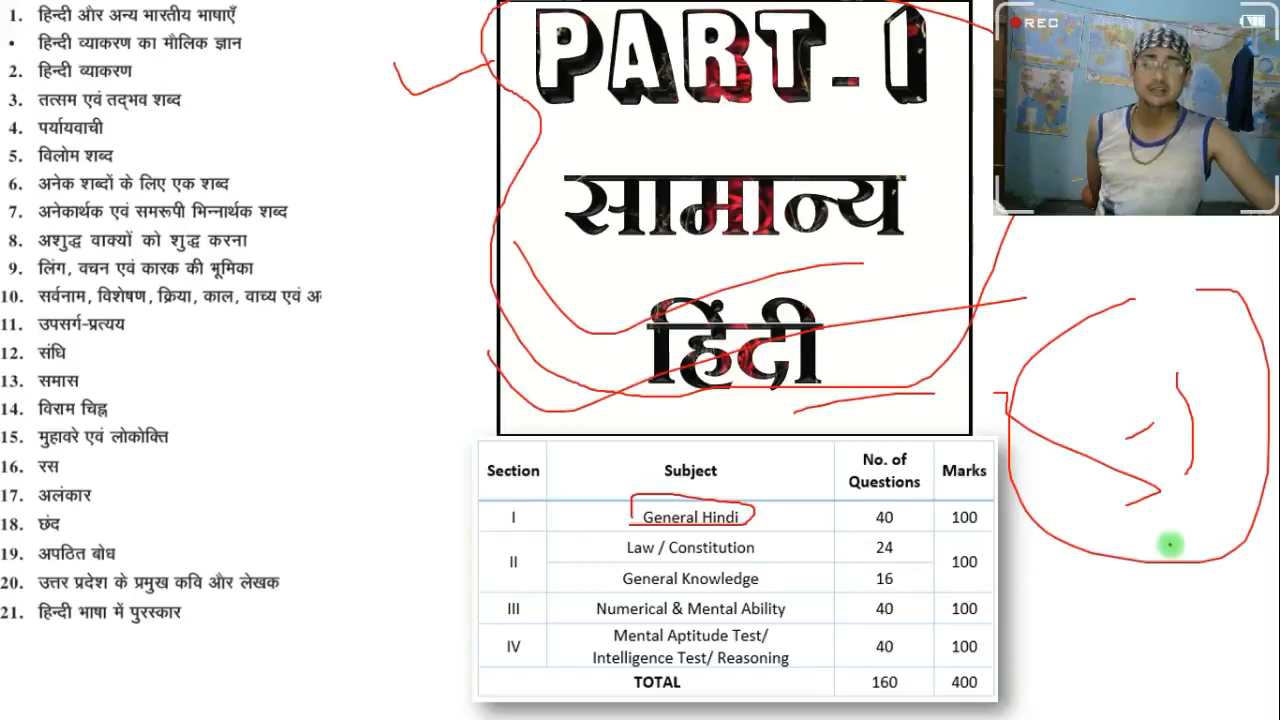 1. हिन्दी और अन्य भारतीय भाषाएँ
• हिन्दी व्याकरण का मौलिक ज्ञान
2. हिन्दी व्याकरण
3. तत्सम एवं तद्भव शब्द
4. पर्यायवाची
5. विलोम शब्द
6. अनेक शब्दों के लिए एक शब्द
7. अनेकार्थक एवं समरूपी भिन्नार्थक शब्द
8. अशुद्ध वाक्यों को शुद्ध करना
9. लिंग, वचन एवं कारक की भूमिका
10. सर्वनाम, विशेषण, क्रिया, काल, वाच्य एवं अ
11. उपसर्ग-प्रत्यय
12. संधि
13. समास
14. विराम चिह्न
15. मुहावरे एवं लोकोक्ति
16. रस
17. अलंकार
18. छंद
19. अपठित बोध
20. उत्तर प्रदेश के प्रमुख कवि और लेखक
21. हिन्दी भाषा में पुरस्कार
PART-1
सामान्य
हिंदी
REC
Section Subject No. of Questions Marks
I General Hindi 40 100
II Law / Constitution 24 100
General Knowledge 16
III Numerical & Mental Ability 40 100
IV Mental Aptitude Test/ Intelligence Test/ Reasoning 40 100
TOTAL 160 400